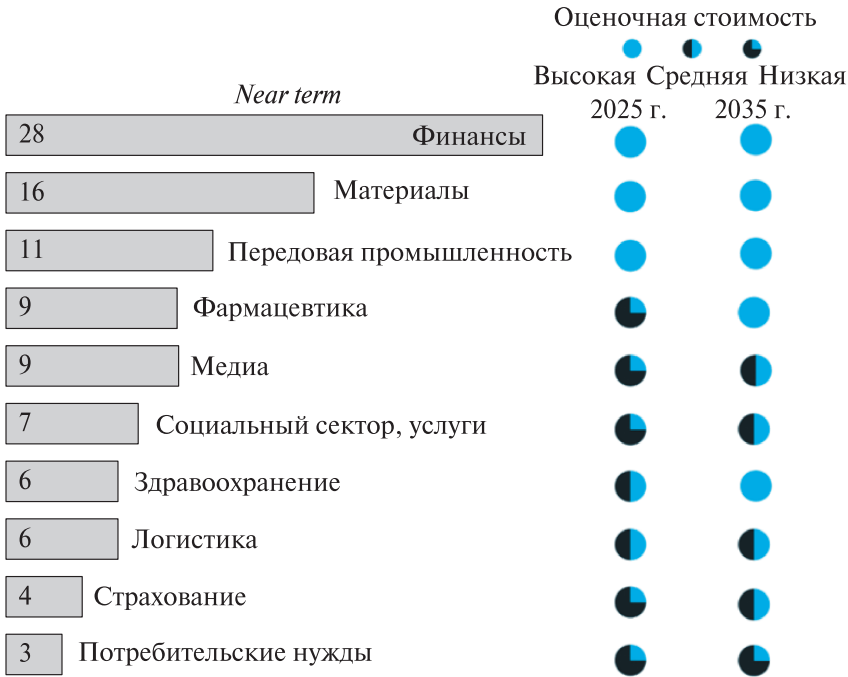 Оценочная стоимость
Высокая Средняя Низкая
Near term
2025 г. 2035 г.
28 Финансы
16 Материалы
11 Передовая промышленность
9 Фармацевтика
9 Медиа
7 Социальный сектор, услуги
6 Здравоохранение
6 Логистика
4 Страхование
3 Потребительские нужды